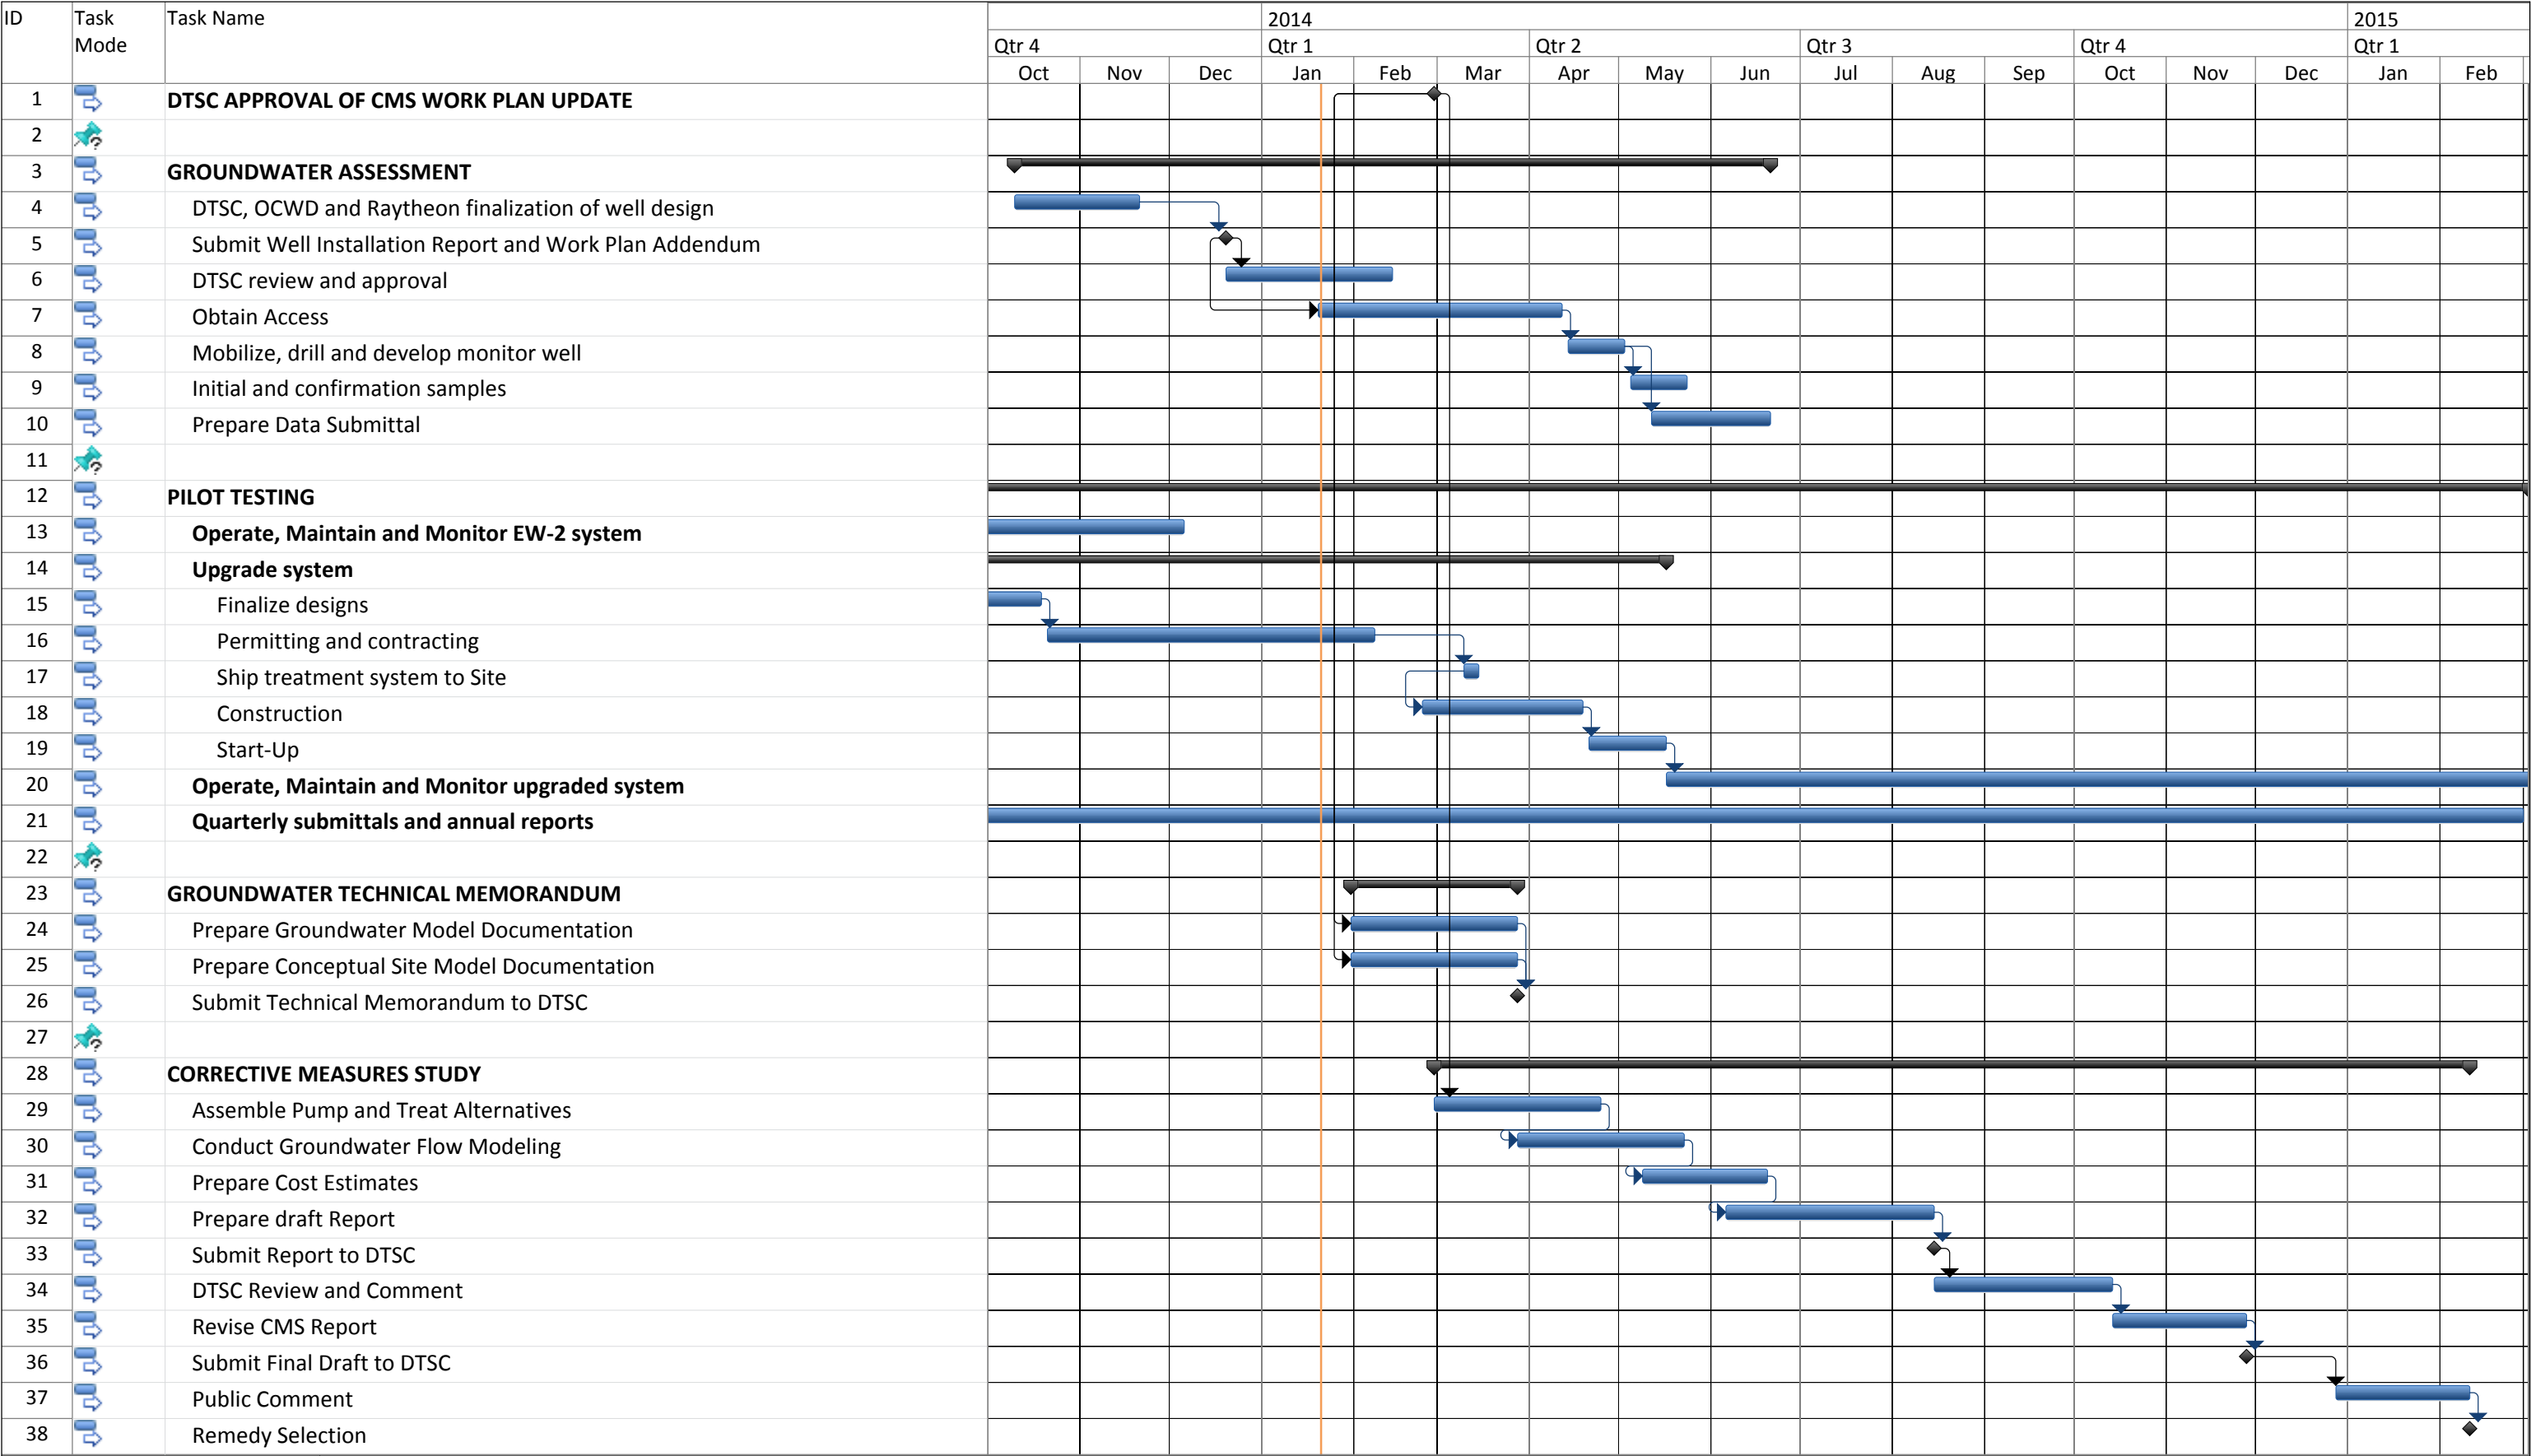 ID Task Mode Task Name
2014 2015
Qtr 4 Qtr 1 Qtr 2 Qtr 3 Qtr 4 Qtr 1
Oct Nov Dec Jan Feb Mar Apr May Jun Jul Aug Sep Oct Nov Dec Jan Feb
1 DTSC APPROVAL OF CMS WORK PLAN UPDATE
2
3 GROUNDWATER ASSESSMENT
4 DTSC, OCWD and Raytheon finalization of well design
5 Submit Well Installation Report and Work Plan Addendum
6 DTSC review and approval
7 Obtain Access
8 Mobilize, drill and develop monitor well
9 Initial and confirmation samples
10 Prepare Data Submittal
11
12 PILOT TESTING
13 Operate, Maintain and Monitor EW-2 system
14 Upgrade system
15 Finalize designs
16 Permitting and contracting
17 Ship treatment system to Site
18 Construction
19 Start-Up
20 Operate, Maintain and Monitor upgraded system
21 Quarterly submittals and annual reports
22
23 GROUNDWATER TECHNICAL MEMORANDUM
24 Prepare Groundwater Model Documentation
25 Prepare Conceptual Site Model Documentation
26 Submit Technical Memorandum to DTSC
27
28 CORRECTIVE MEASURES STUDY
29 Assemble Pump and Treat Alternatives
30 Conduct Groundwater Flow Modeling
31 Prepare Cost Estimates
32 Prepare draft Report
33 Submit Report to DTSC
34 DTSC Review and Comment
35 Revise CMS Report
36 Submit Final Draft to DTSC
37 Public Comment
38 Remedy Selection